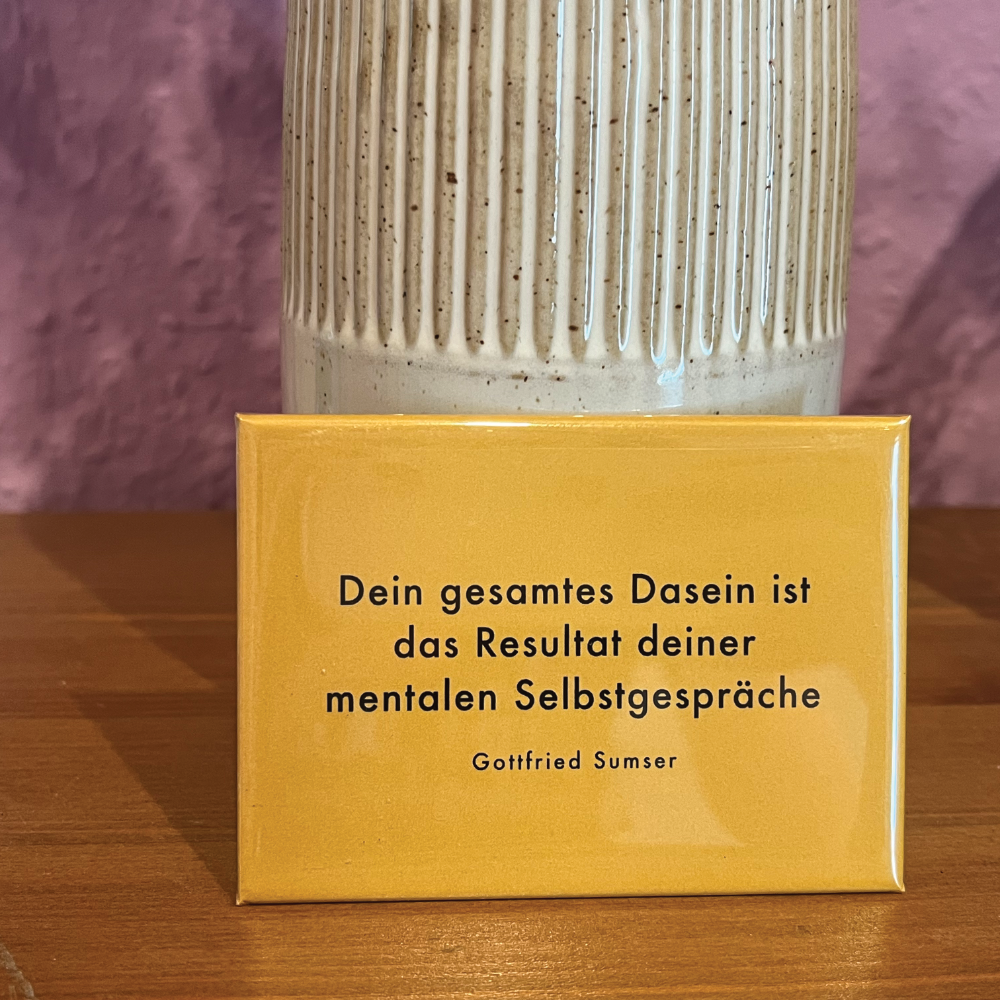 Dein gesamtes Dasein ist
das Resultat deiner
mentalen Selbstgespräche
Gottfried Sumser